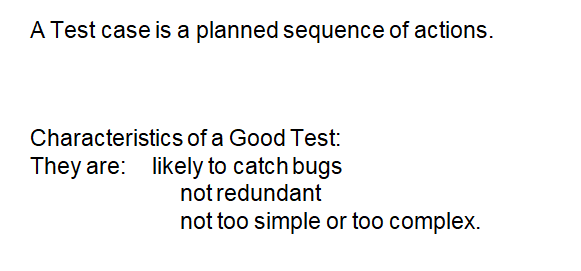 A Test case is a planned sequence of actions.
Characteristics of a Good Test:
They are: likely to catch bugs
not redundant
not too simple or too complex.